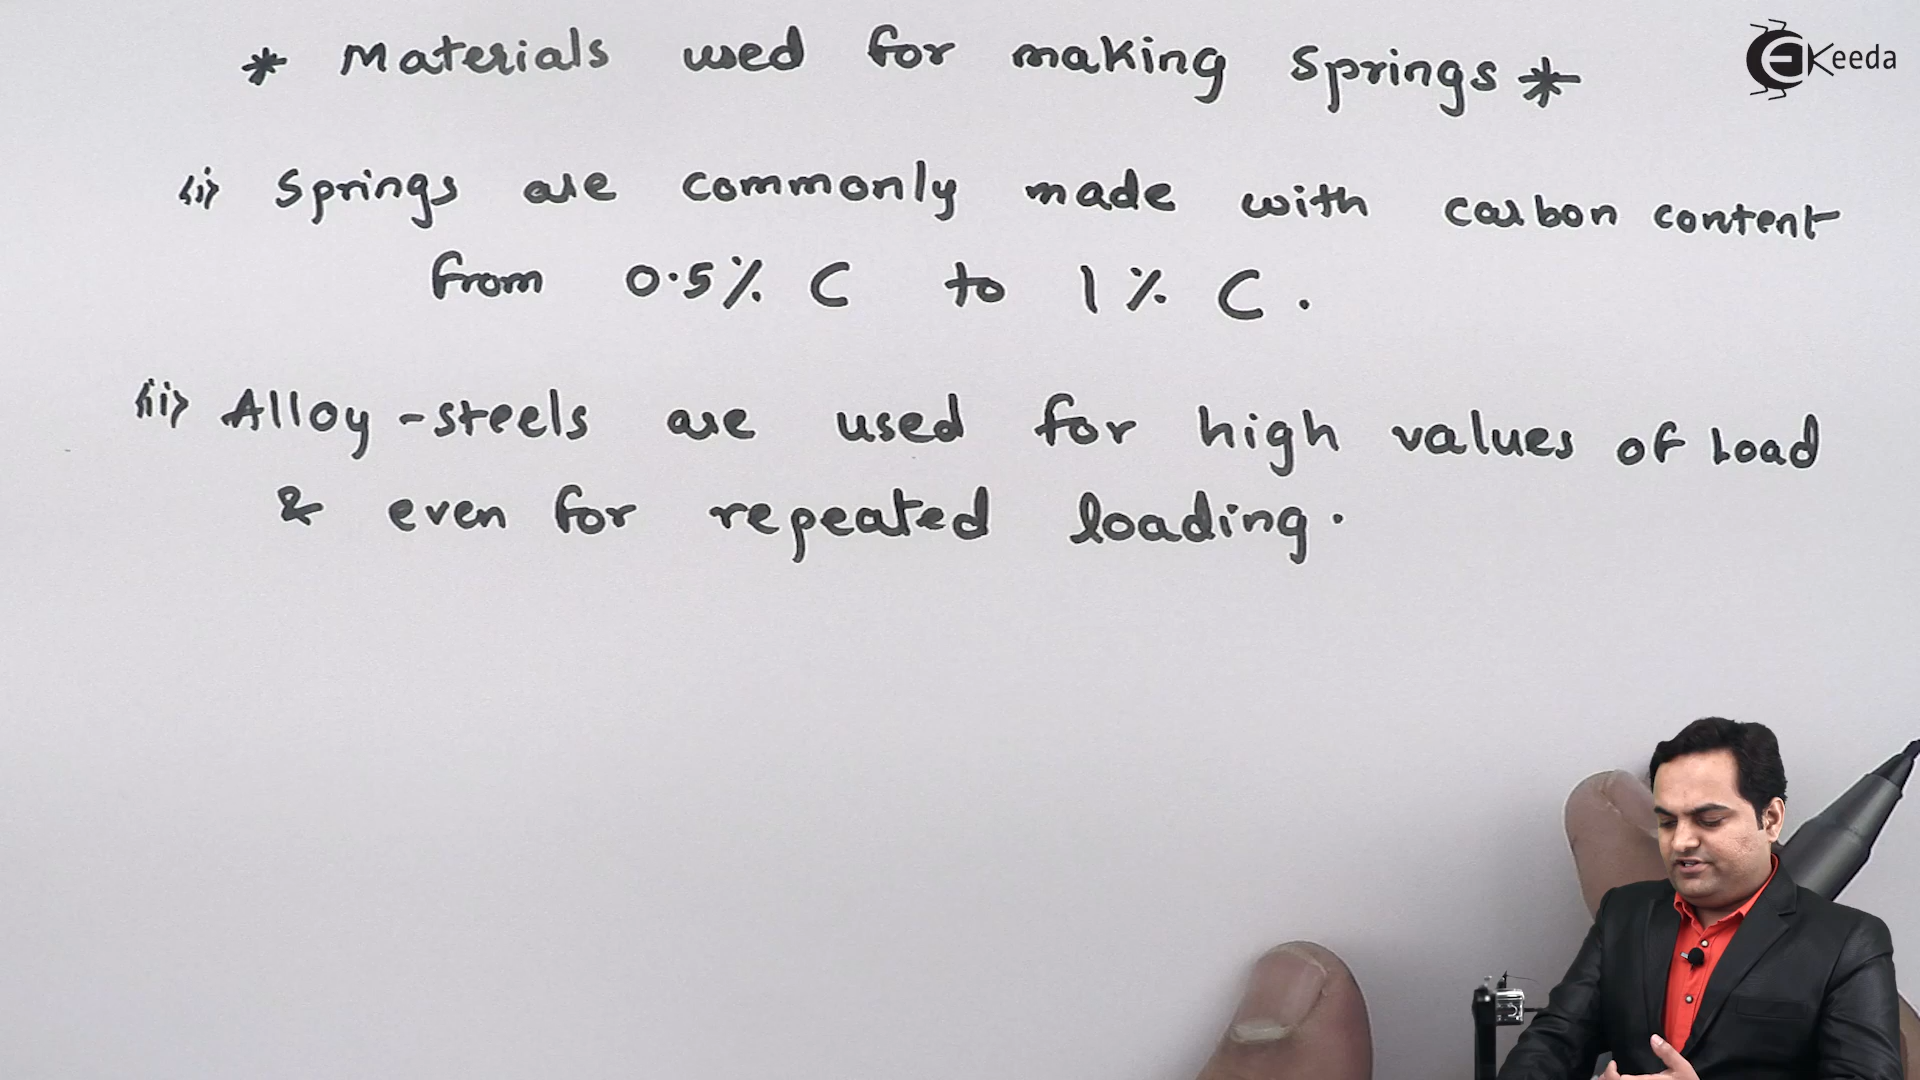 * Materials used for making Springs *
Ekeeda
(i) Springs are commonly made with carbon content
from 0.5% C to 1% C.
(ii) Alloy-steels are used for high values of load
& even for repeated loading.